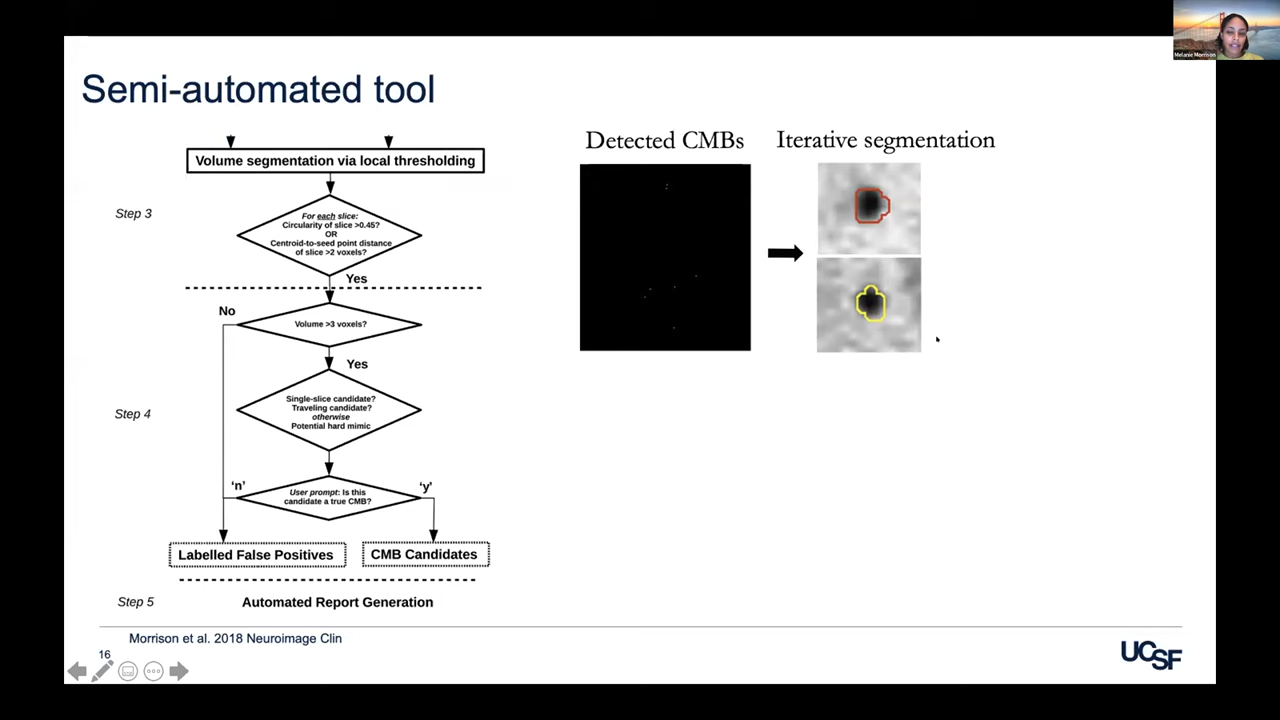 Melanie Morrison
Semi-automated tool
Volume segmentation via local thresholding
Step 3
For each slice:
Circularity of slice >0.45?
OR
Centroid-to-seed point distance
of slice >2 voxels?
Yes
No
Volume >3 voxels?
Yes
Step 4
Single-slice candidate?
Traveling candidate?
otherwise
Potential hard mimic
'n'
User prompt: Is this
candidate a true CMB?
'y'
Labelled False Positives
CMB Candidates
Step 5
Automated Report Generation
Detected CMBs
Iterative segmentation
Morrison et al. 2018 Neuroimage Clin
16
UCSF